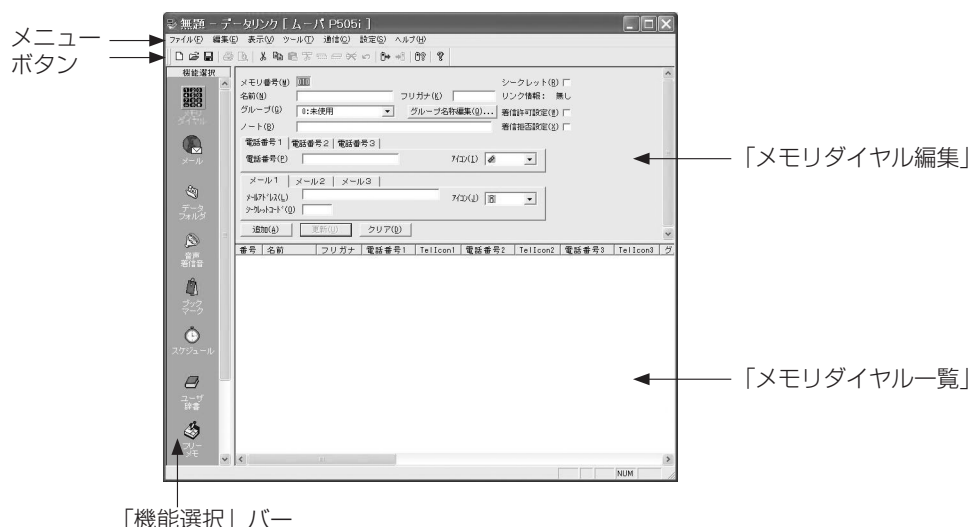 無題 − データリンク [ ムーバ P505i ]
メニュー
ファイル(F) 編集(E) 表示(V) ツール(T) 通信(C) 設定(S) ヘルプ(H)
ボタン
機能選択
メモリダイヤル
メール
データフォルダ
音声着信音
ブックマーク
スケジュール
ユーザ辞書
フリーメモ
メモリ番号(M) 000 シークレット(R)
名前(N) フリガナ(K) リンク情報: 無し
グループ(G) 0:未使用 グループ名称編集(O)... 着信許可設定(W)
ノート(B) 着信拒否設定(X)
電話番号1 電話番号2 電話番号3
電話番号(P) アイコン(I)
「メモリダイヤル編集」
メール1 メール2 メール3
メールアドレス(L) アイコン(J)
シークレットコード(Q)
追加(A) 更新(U) クリア(D)
番号 名前 フリガナ 電話番号1 TelIcon1 電話番号2 TelIcon2 電話番号3 TelIcon3 グ
「メモリダイヤル一覧」
NUM
「機能選択」バー